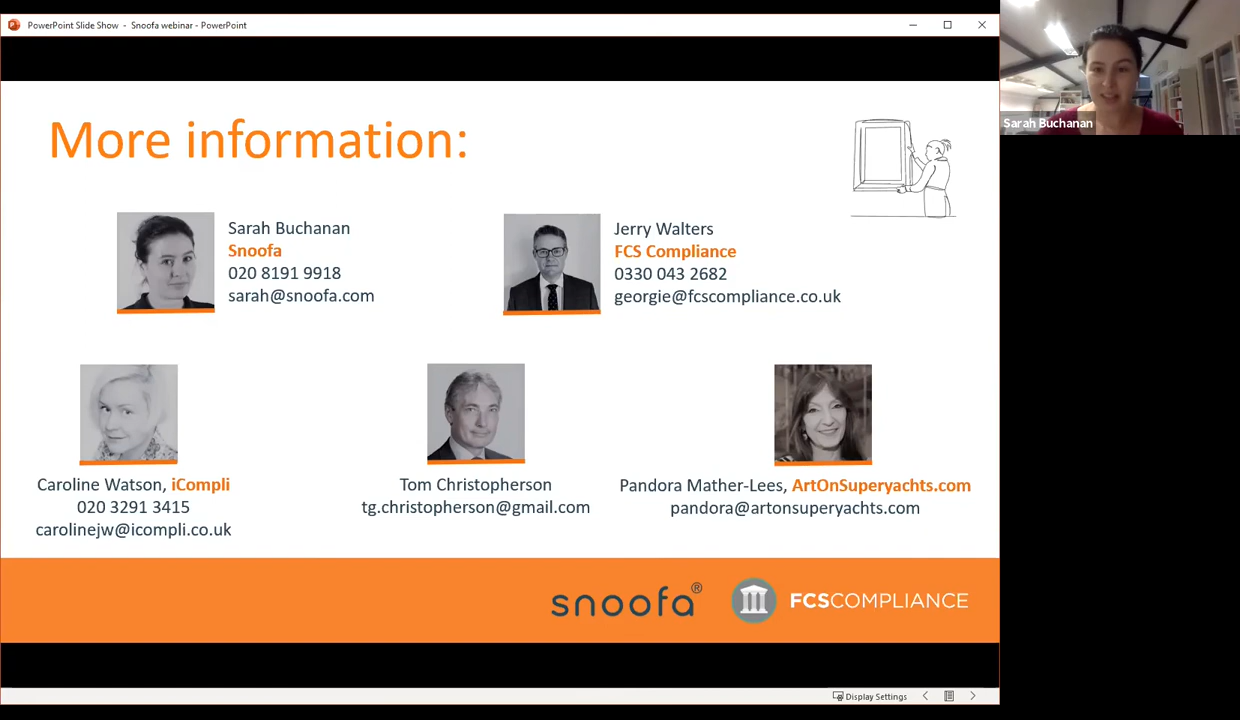 PowerPoint Slide Show - Snoofa webinar - PowerPoint
Sarah Buchanan
More information:
Sarah Buchanan
Snoofa
020 8191 9918
sarah@snoofa.com
Jerry Walters
FCS Compliance
0330 043 2682
georgie@fcscompliance.co.uk
Caroline Watson, iCompli
020 3291 3415
carolinejw@icompli.co.uk
Tom Christopherson
tg.christopherson@gmail.com
Pandora Mather-Lees, ArtOnSuperyachts.com
pandora@artonsuperyachts.com
snoofa®
FCSCOMPLIANCE
Display Settings